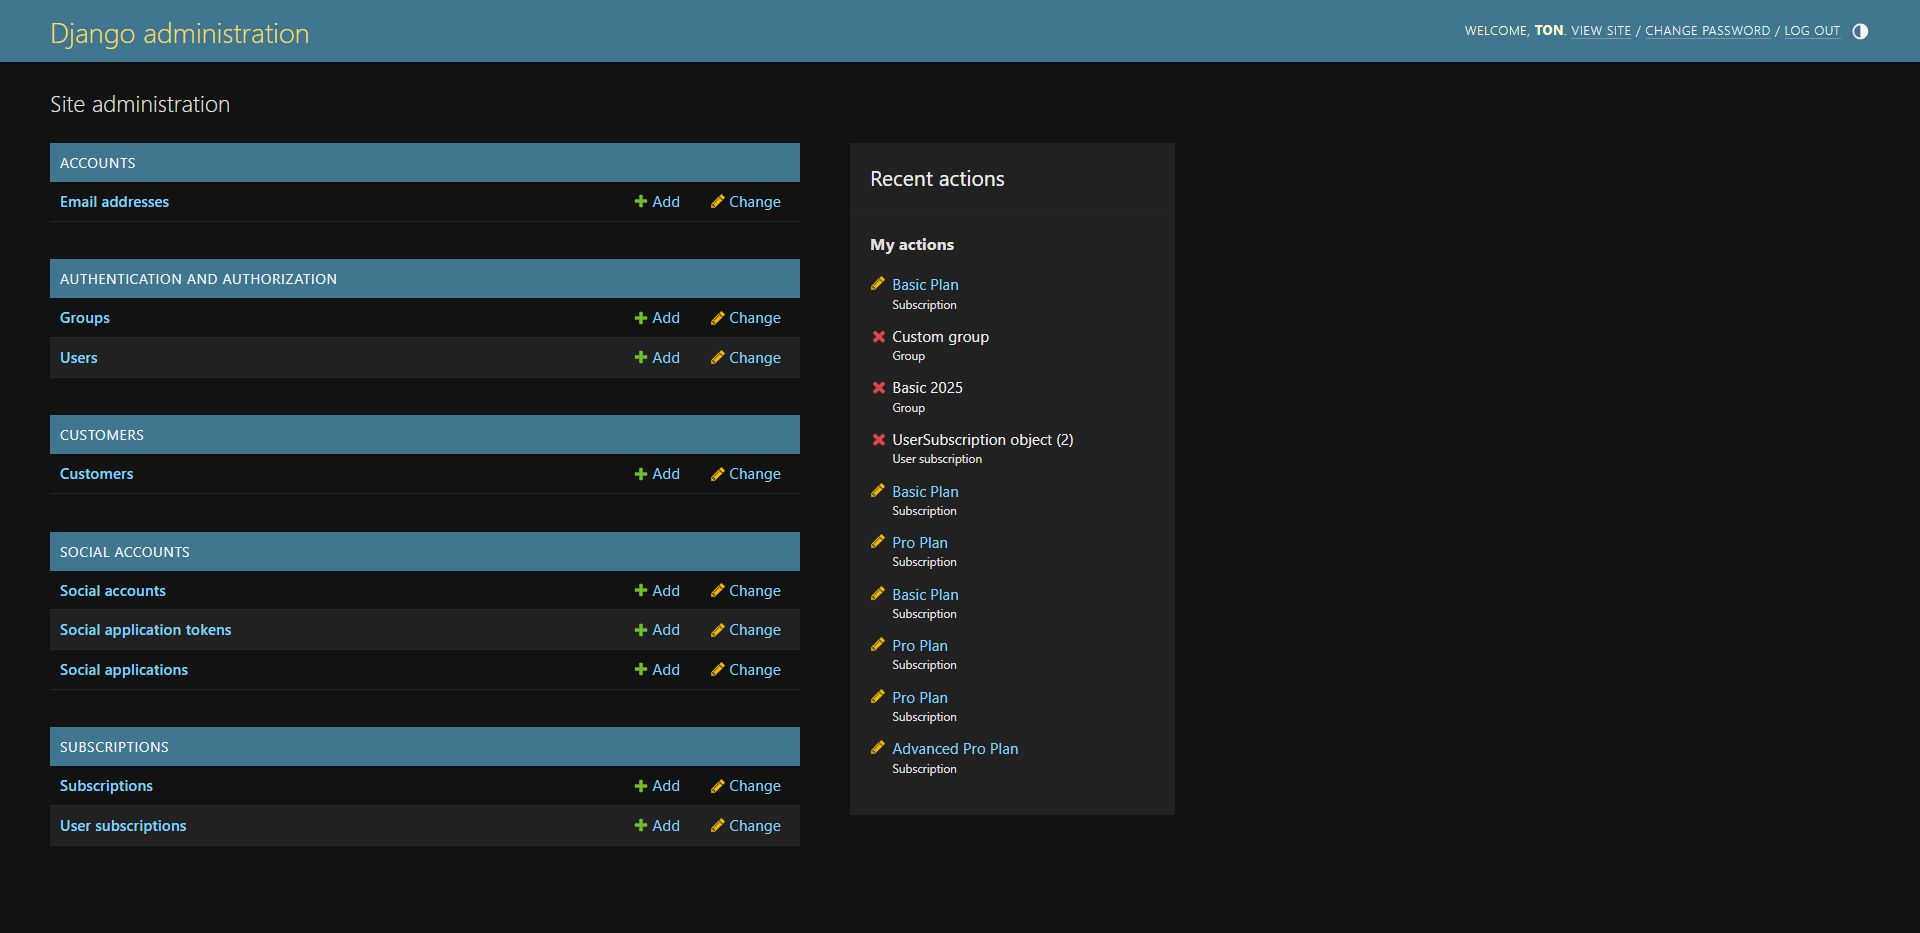 Django administration
WELCOME, TON. VIEW SITE / CHANGE PASSWORD / LOG OUT
Site administration
ACCOUNTS
Email addresses Add Change
AUTHENTICATION AND AUTHORIZATION
Groups Add Change
Users Add Change
CUSTOMERS
Customers Add Change
SOCIAL ACCOUNTS
Social accounts Add Change
Social application tokens Add Change
Social applications Add Change
SUBSCRIPTIONS
Subscriptions Add Change
User subscriptions Add Change
Recent actions
My actions
Basic Plan
Subscription
Custom group
Group
Basic 2025
Group
UserSubscription object (2)
User subscription
Basic Plan
Subscription
Pro Plan
Subscription
Basic Plan
Subscription
Pro Plan
Subscription
Pro Plan
Subscription
Advanced Pro Plan
Subscription